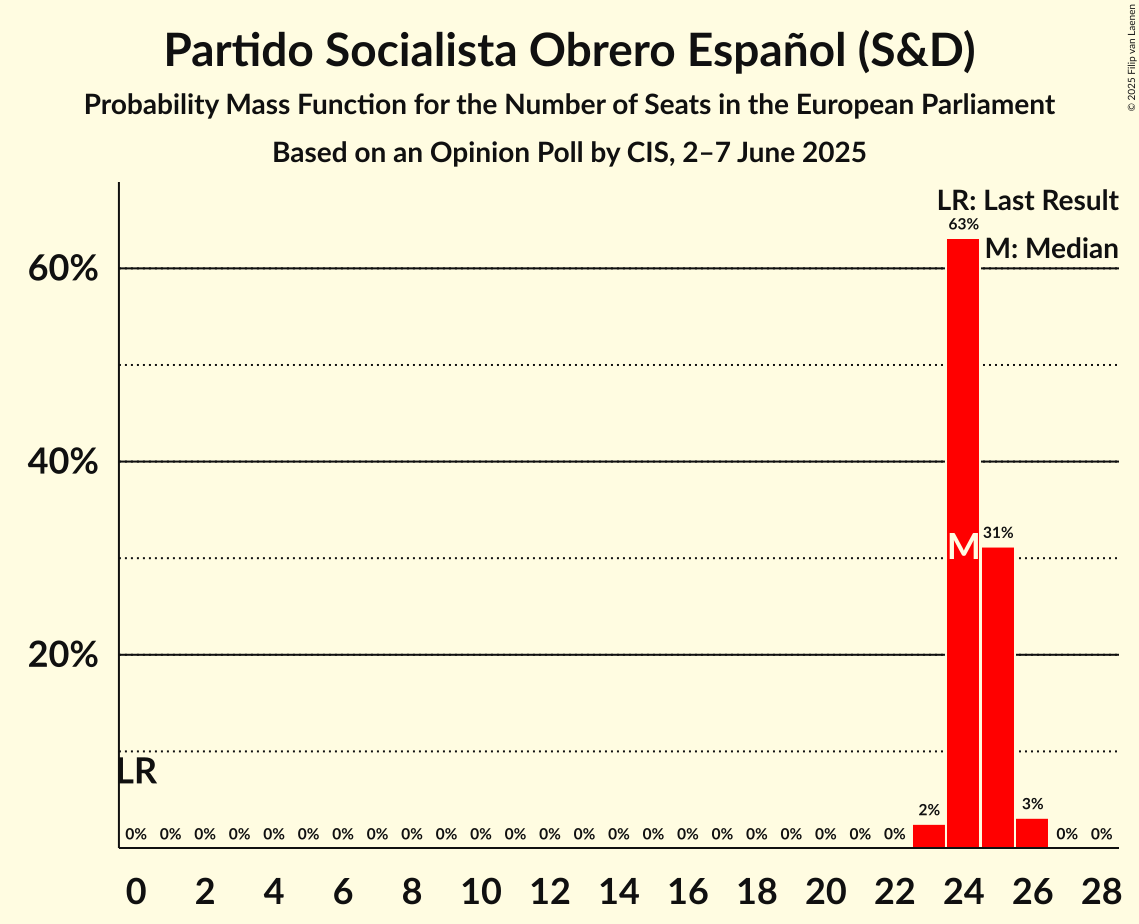 Partido Socialista Obrero Español (S&D)
Probability Mass Function for the Number of Seats in the European Parliament
Based on an Opinion Poll by CIS, 2–7 June 2025
© 2025 Filip van Laenen
LR: Last Result
M: Median
63%
60%
40%
31%
M
20%
LR
0% 0% 0% 0% 0% 0% 0% 0% 0% 0% 0% 0% 0% 0% 0% 0% 0% 0% 0% 0% 0% 0% 0% 2% 3% 0% 0%
0 2 4 6 8 10 12 14 16 18 20 22 24 26 28